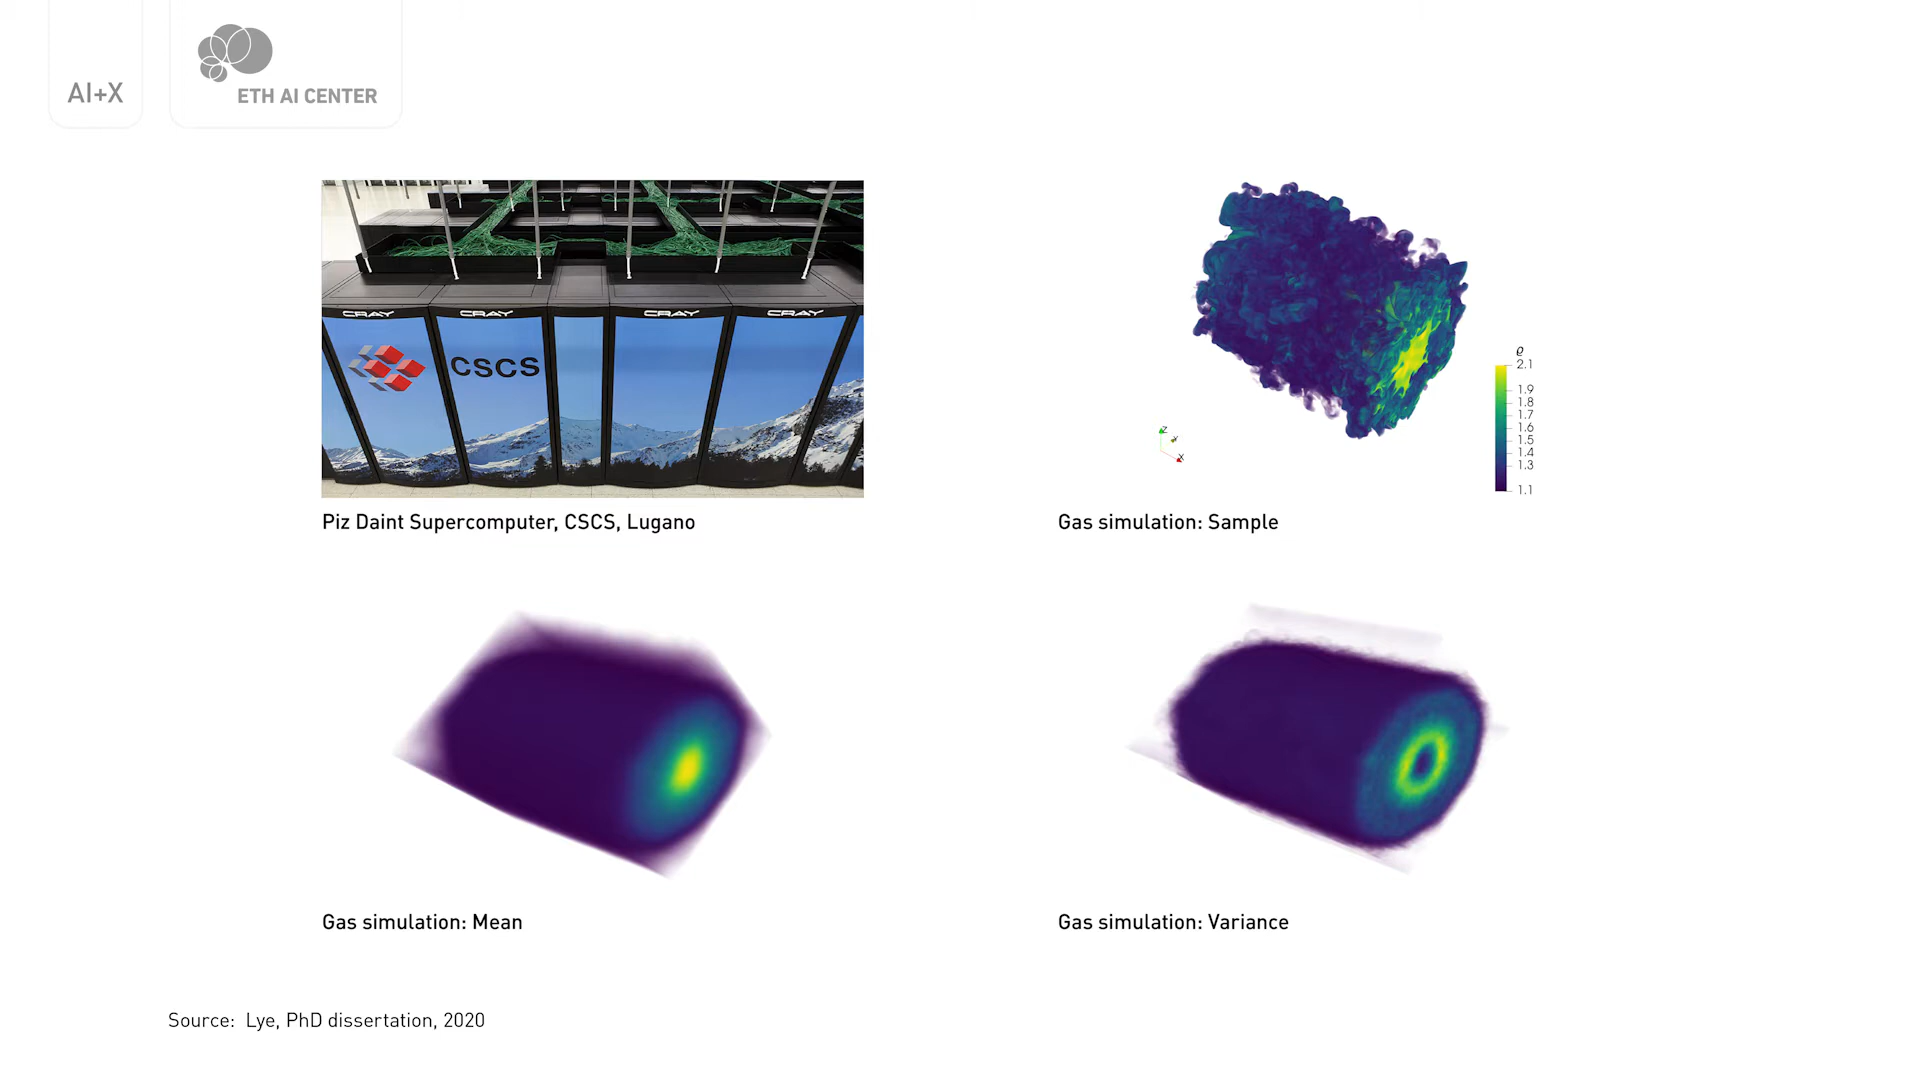 AI+X
ETH AI CENTER
CRAY
CRAY
CRAY
CRAY
CSCS
Piz Daint Supercomputer, CSCS, Lugano
Z
Y
X
ϱ
2.1
1.9
1.8
1.7
1.6
1.5
1.4
1.3
1.1
Gas simulation: Sample
Gas simulation: Mean
Gas simulation: Variance
Source: Lye, PhD dissertation, 2020